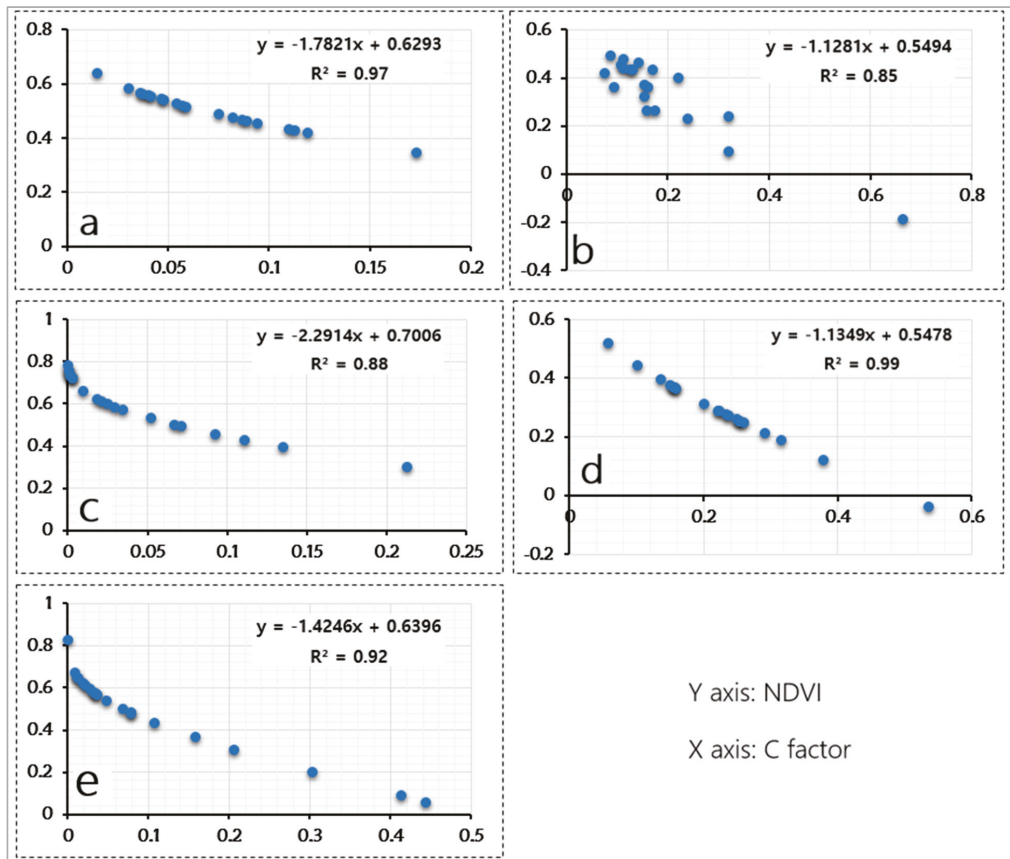 0.8
y = -1.7821x + 0.6293
R² = 0.97
0.6
0.4
0.2
a
0
0 0.05 0.1 0.15 0.2
0.6
y = -1.1281x + 0.5494
R² = 0.85
0.4
0.2
0
0 0.2 0.4 0.6 0.8
-0.2
b
-0.4
1
y = -2.2914x + 0.7006
R² = 0.88
0.8
0.6
0.4
0.2
c
0
0 0.05 0.1 0.15 0.2 0.25
0.6
y = -1.1349x + 0.5478
R² = 0.99
0.4
0.2
d
0
0 0.2 0.4 0.6
-0.2
1
y = -1.4246x + 0.6396
R² = 0.92
0.8
0.6
0.4
0.2
e
0
0 0.1 0.2 0.3 0.4 0.5
Y axis: NDVI
X axis: C factor